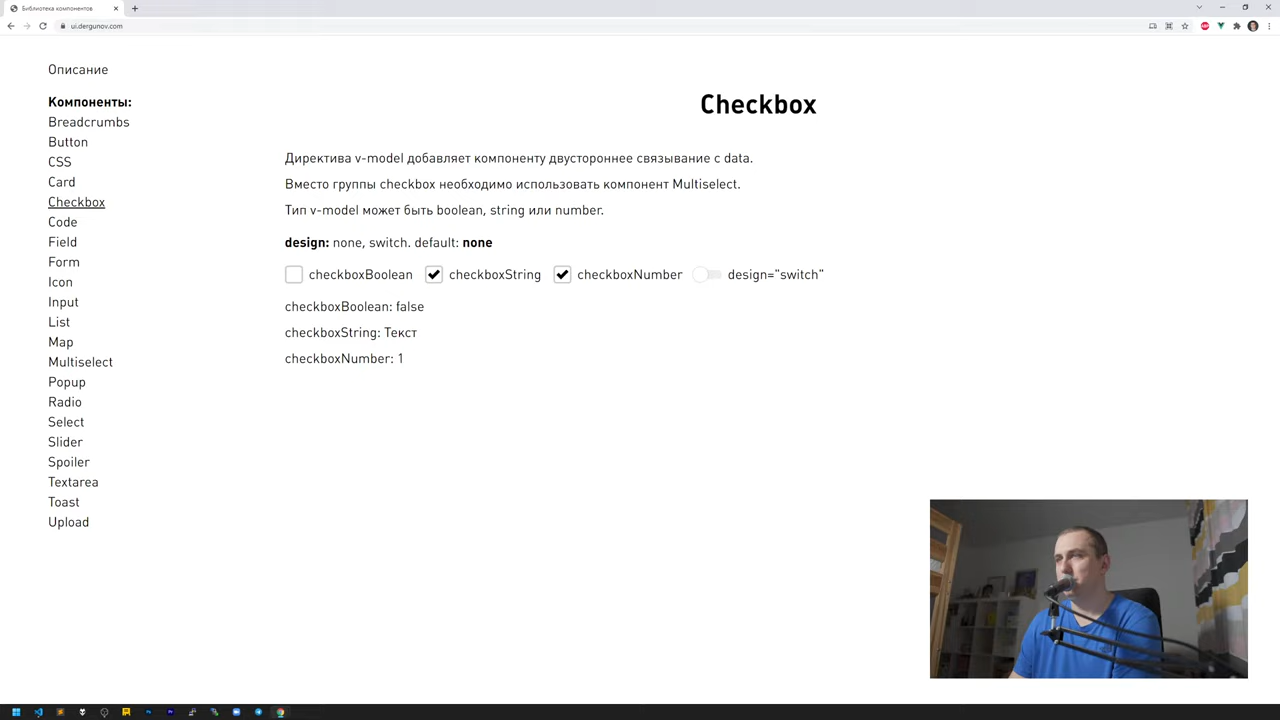 Библиотека компонентов
ui.dergunov.com
Описание
Компоненты:
Breadcrumbs
Button
CSS
Card
Checkbox
Code
Field
Form
Icon
Input
List
Map
Multiselect
Popup
Radio
Select
Slider
Spoiler
Textarea
Toast
Upload
Checkbox
Директива v-model добавляет компоненту двустороннее связывание с data.
Вместо группы checkbox необходимо использовать компонент Multiselect.
Тип v-model может быть boolean, string или number.
design: none, switch. default: none
checkboxBoolean checkboxString checkboxNumber design="switch"
checkboxBoolean: false
checkboxString: Текст
checkboxNumber: 1